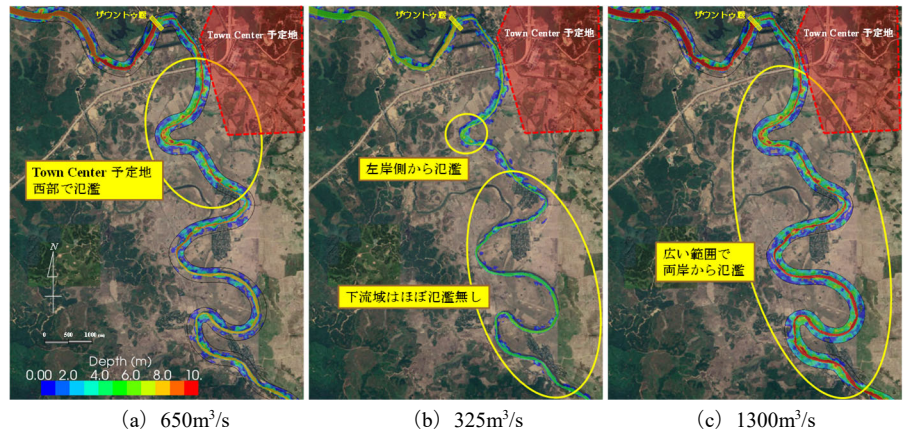 ザウントゥ堰
Town Center 予定地
Town Center 予定地
西部で氾濫
N
0 500 1000
Depth (m)
0.00 2.0 4.0 6.0 8.0 10.
(a) 650m³/s
ザウントゥ堰
Town Center 予定地
左岸側から氾濫
下流域はほぼ氾濫無し
(b) 325m³/s
ザウントゥ堰
Town Center 予定地
広い範囲で
両岸から氾濫
(c) 1300m³/s